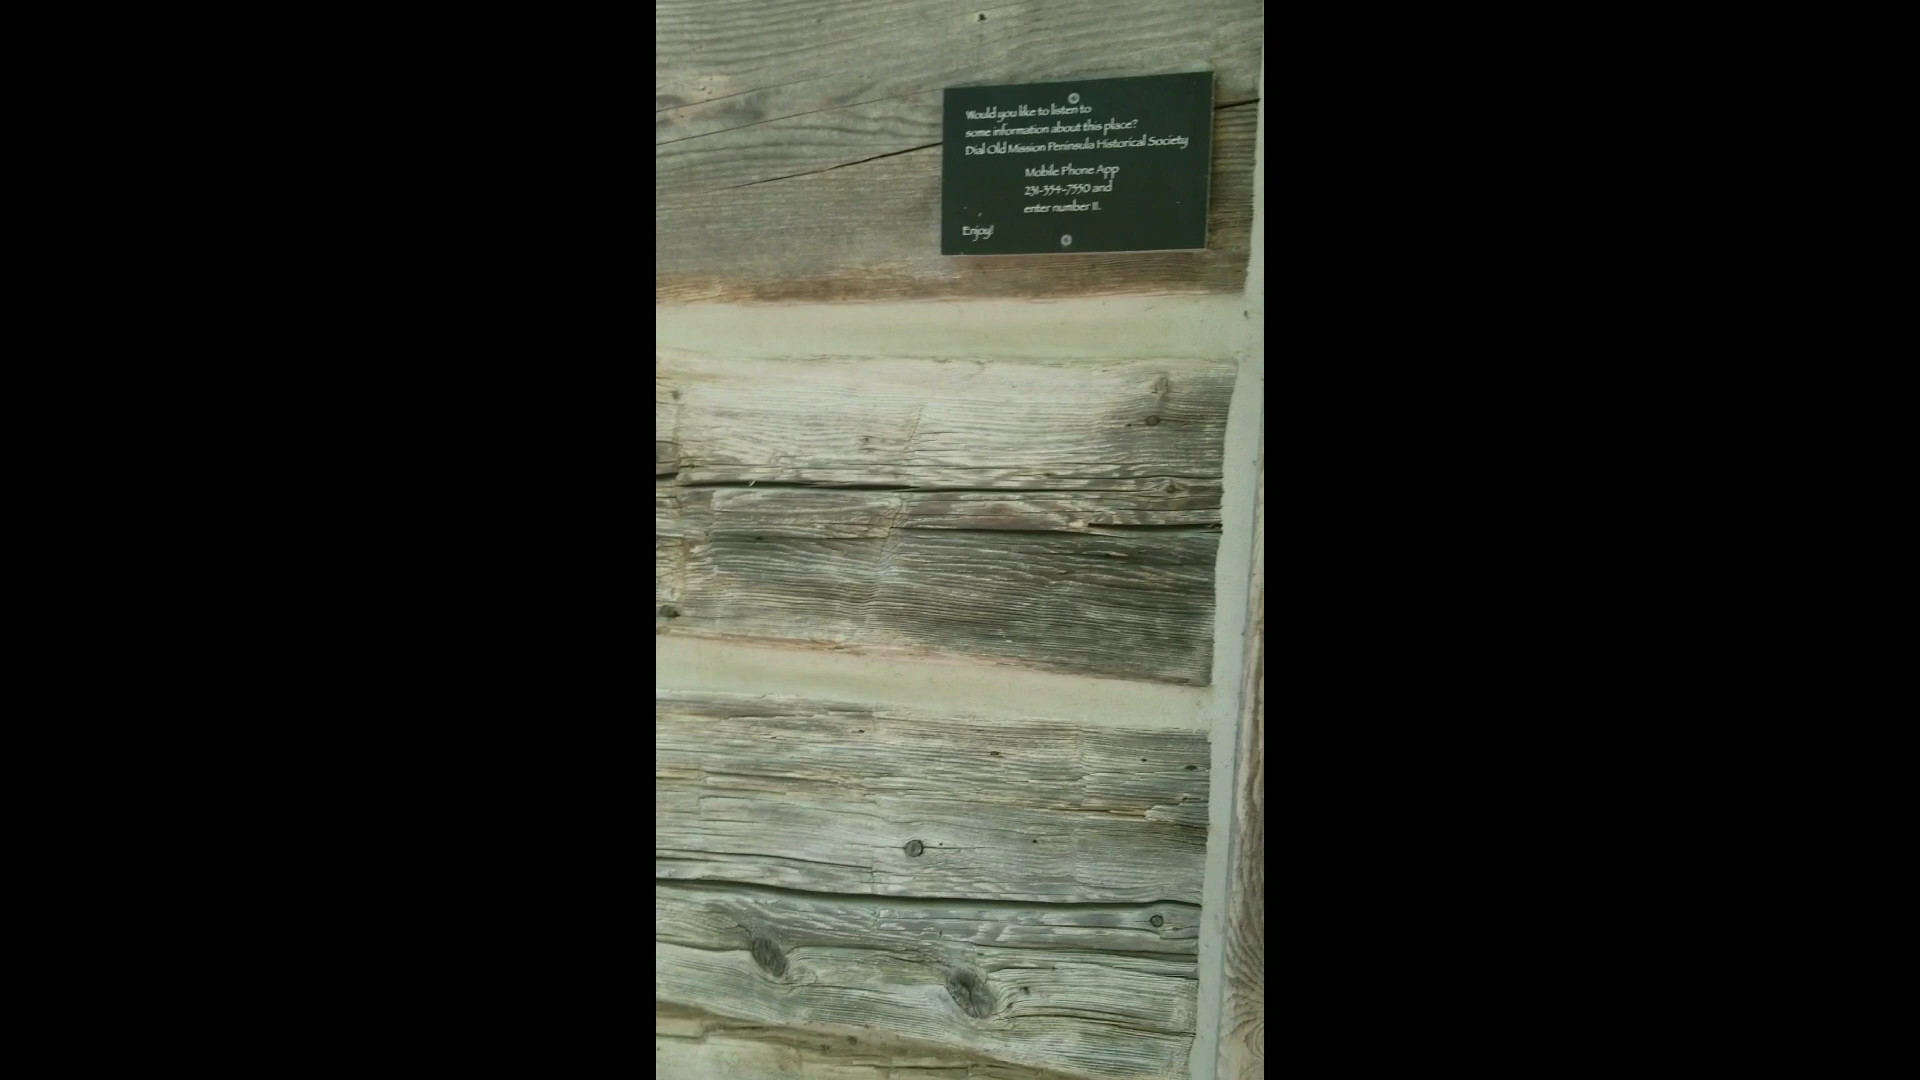 Would you like to listen to
some information about this place?
Dial Old Mission Peninsula Historical Society
Mobile Phone App
231-354-7550 and
enter number 11.
Enjoy!